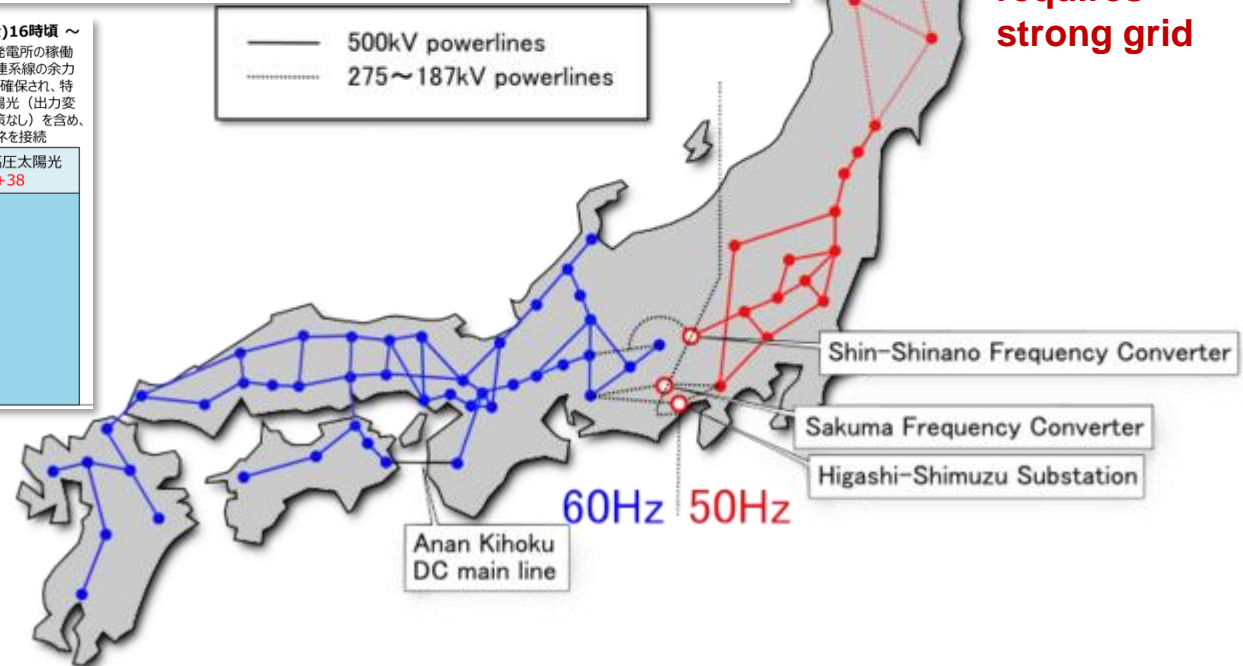 requires
strong grid
)16時頃 ~
発電所の稼働
連系線の余力
確保され、特
陽光（出力変
策なし）を含め、
ネを接続
圧太陽光
+38
500kV powerlines
275～187kV powerlines
Shin-Shinano Frequency Converter
Sakuma Frequency Converter
Higashi-Shimuzu Substation
60Hz 50Hz
Anan Kihoku
DC main line